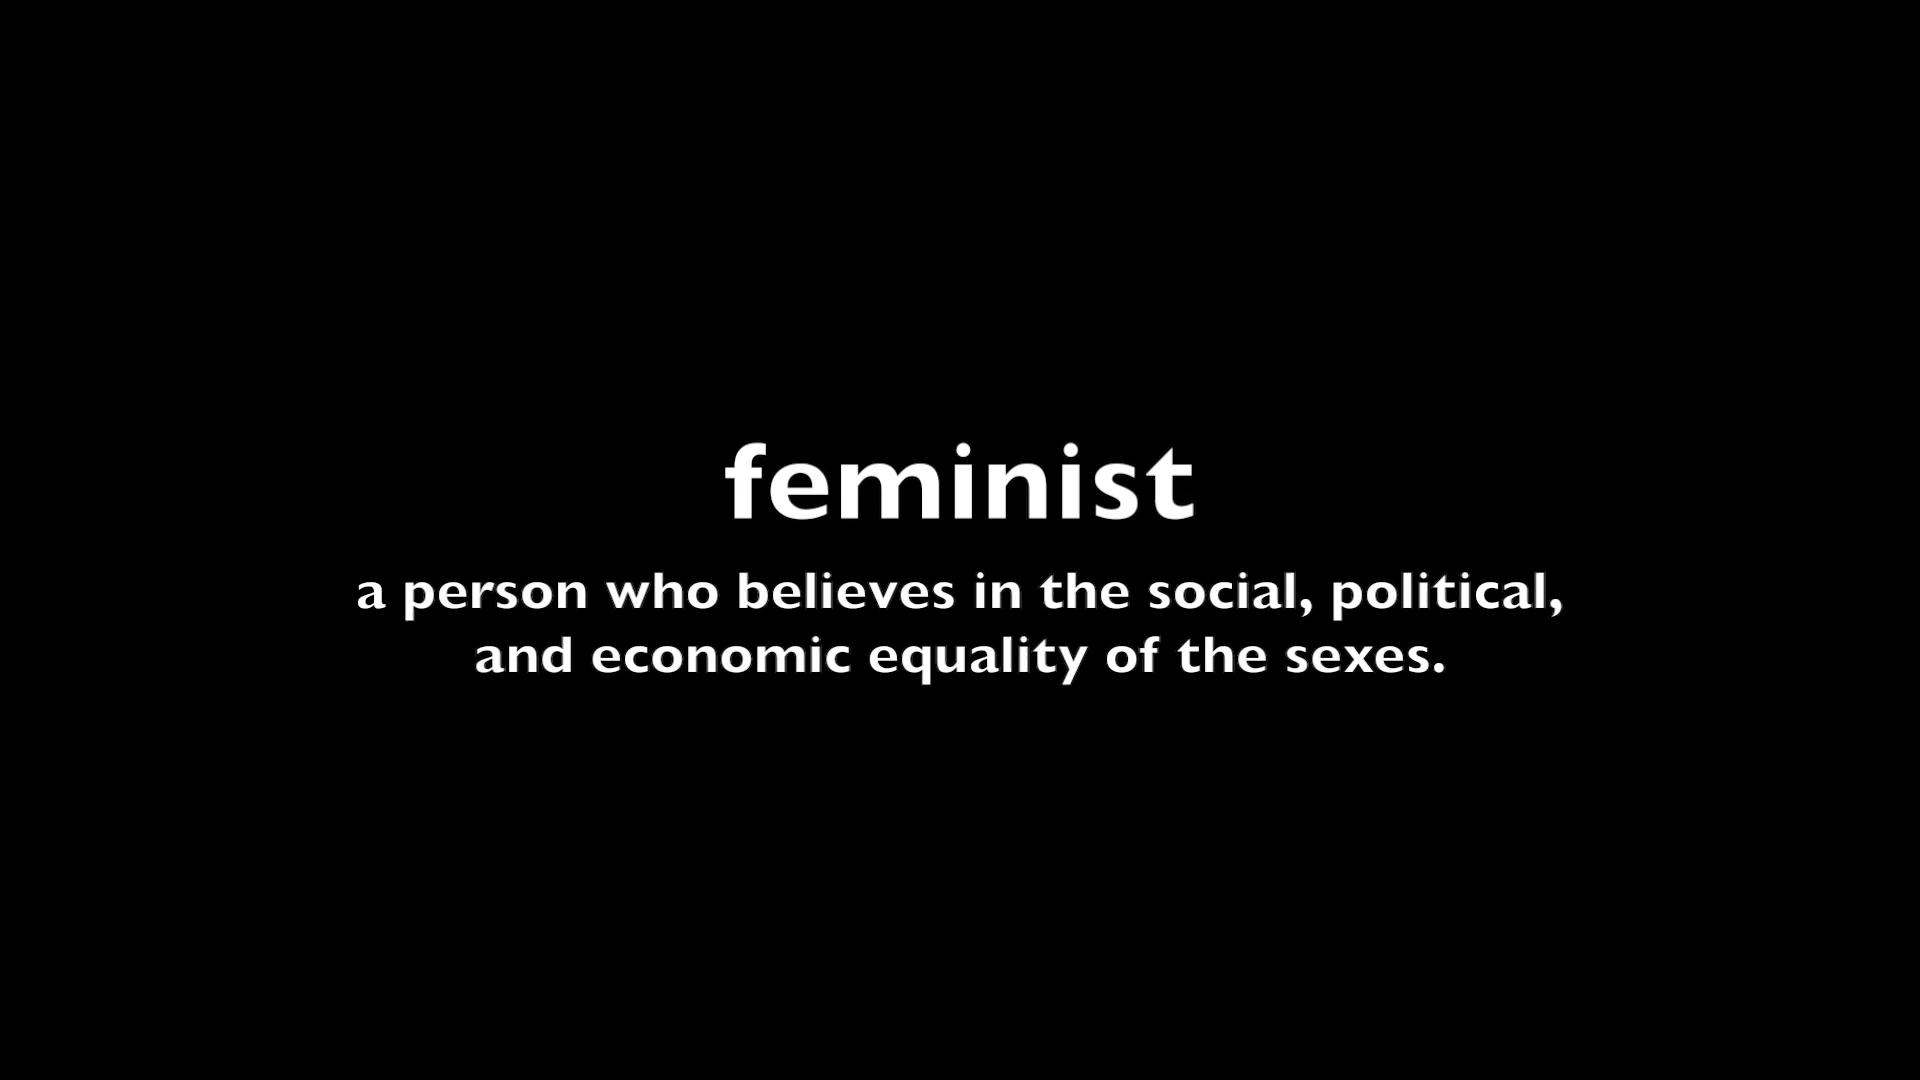 feminist
a person who believes in the social, political,
and economic equality of the sexes.